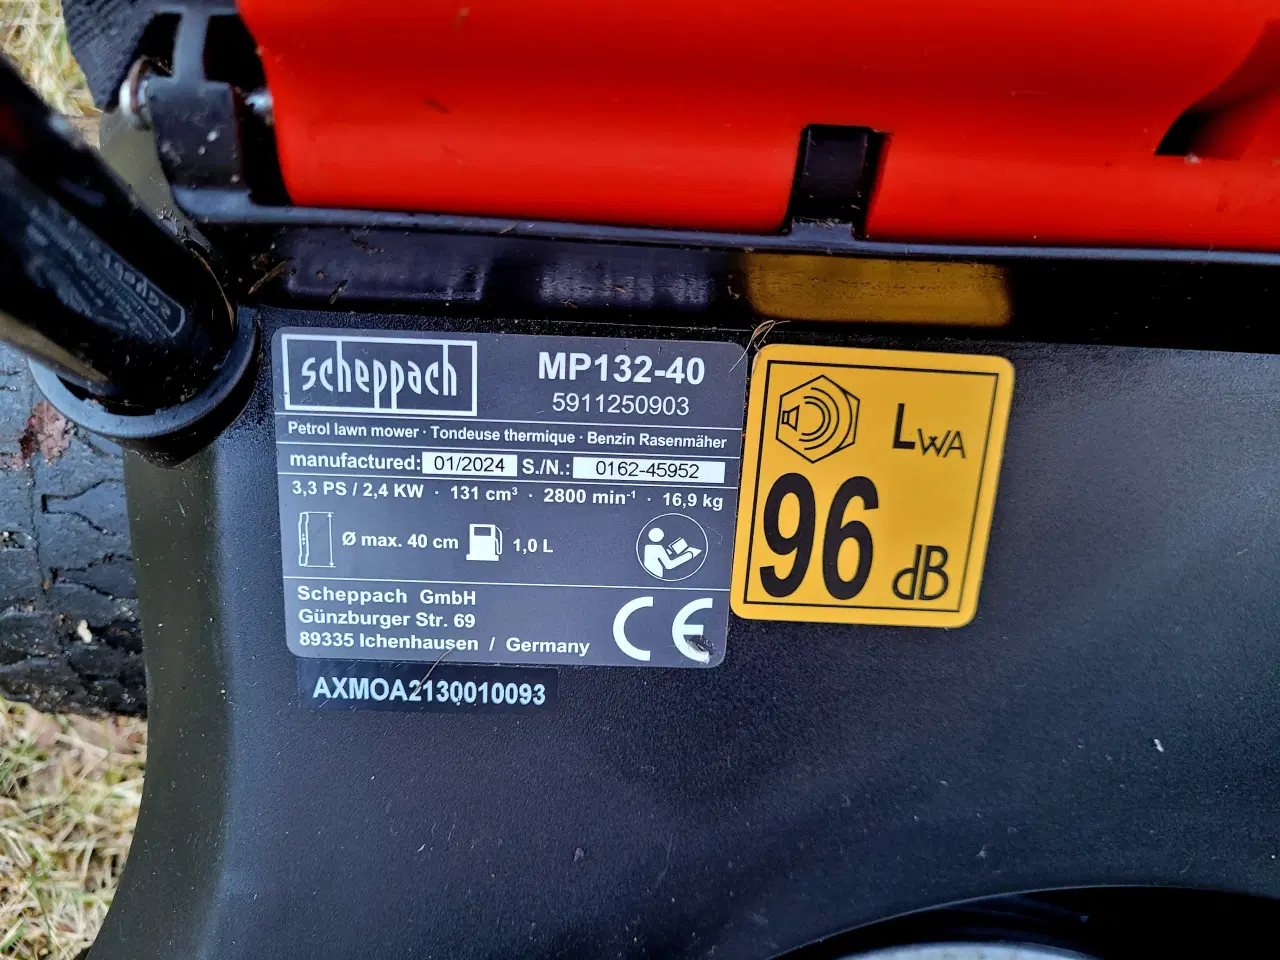 scheppach
MP132-40
5911250903
Petrol lawn mower · Tondeuse thermique · Benzin Rasenmäher
manufactured: 01/2024 S./N.: 0162-45952
3,3 PS / 2,4 KW · 131 cm³ · 2800 min⁻¹ · 16,9 kg
Ø max. 40 cm 1,0 L
Scheppach GmbH
Günzburger Str. 69
89335 Ichenhausen / Germany
CE
AXMOA2130010093
LWA
96
dB